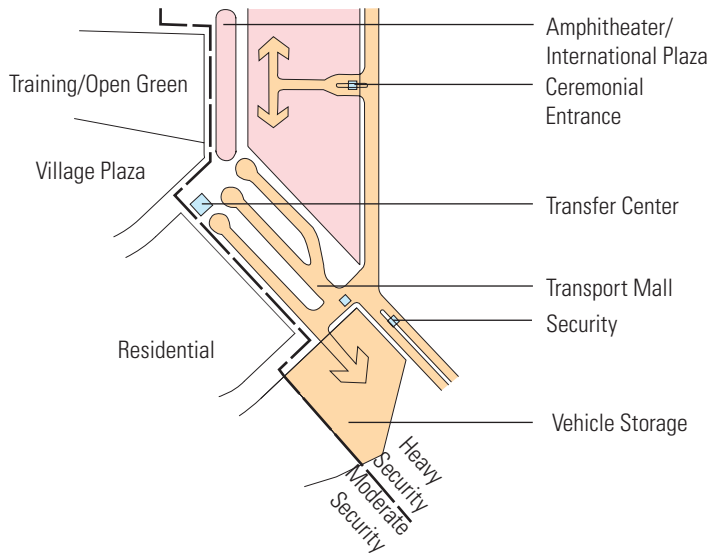 Amphitheater/
International Plaza
Ceremonial
Entrance
Training/Open Green
Village Plaza
Transfer Center
Transport Mall
Security
Residential
Vehicle Storage
Heavy
Security
Moderate
Security